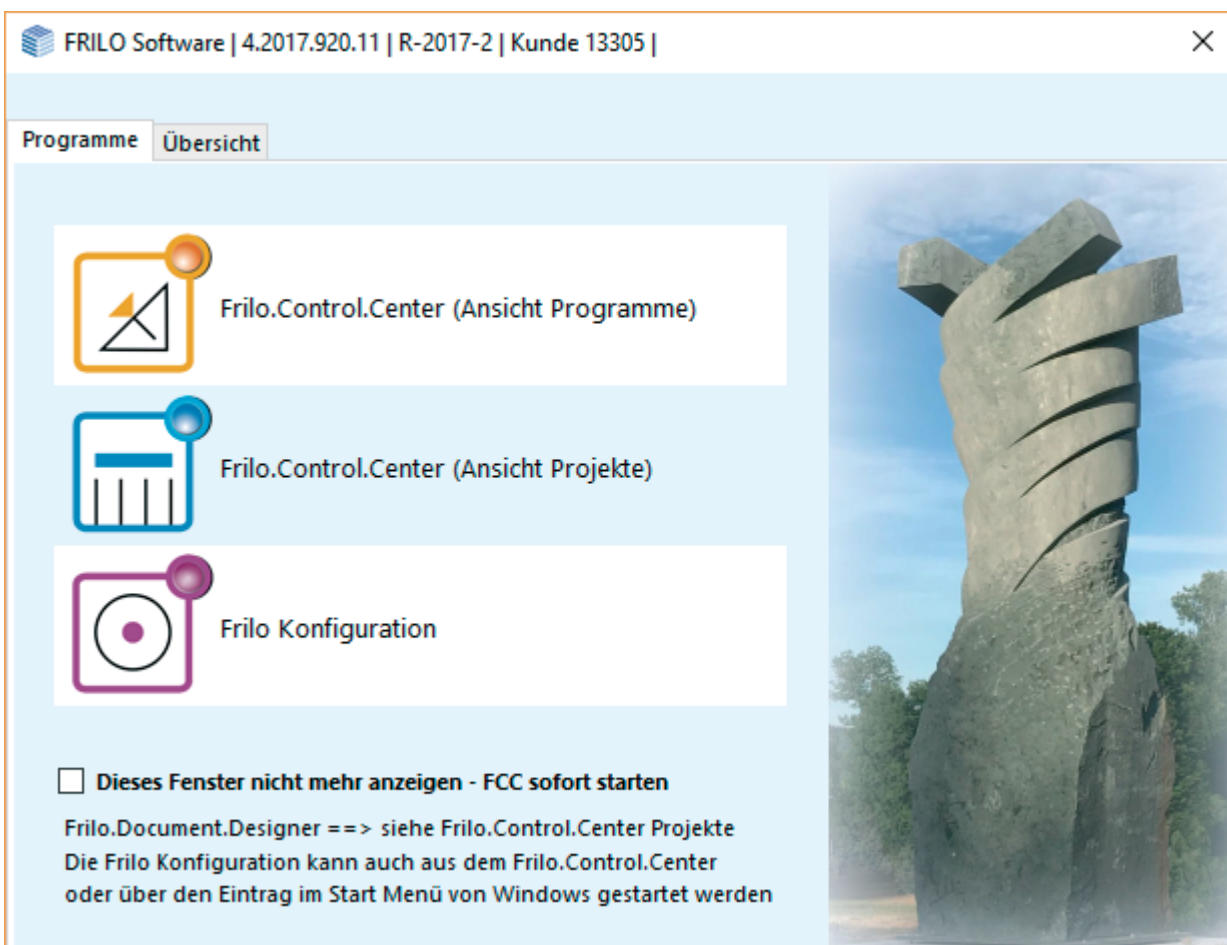 FRILO Software | 4.2017.920.11 | R-2017-2 | Kunde 13305 |
Programme
Übersicht
Frilo.Control.Center (Ansicht Programme)
Frilo.Control.Center (Ansicht Projekte)
Frilo Konfiguration
Dieses Fenster nicht mehr anzeigen - FCC sofort starten
Frilo.Document.Designer ==> siehe Frilo.Control.Center Projekte
Die Frilo Konfiguration kann auch aus dem Frilo.Control.Center
oder über den Eintrag im Start Menü von Windows gestartet werden